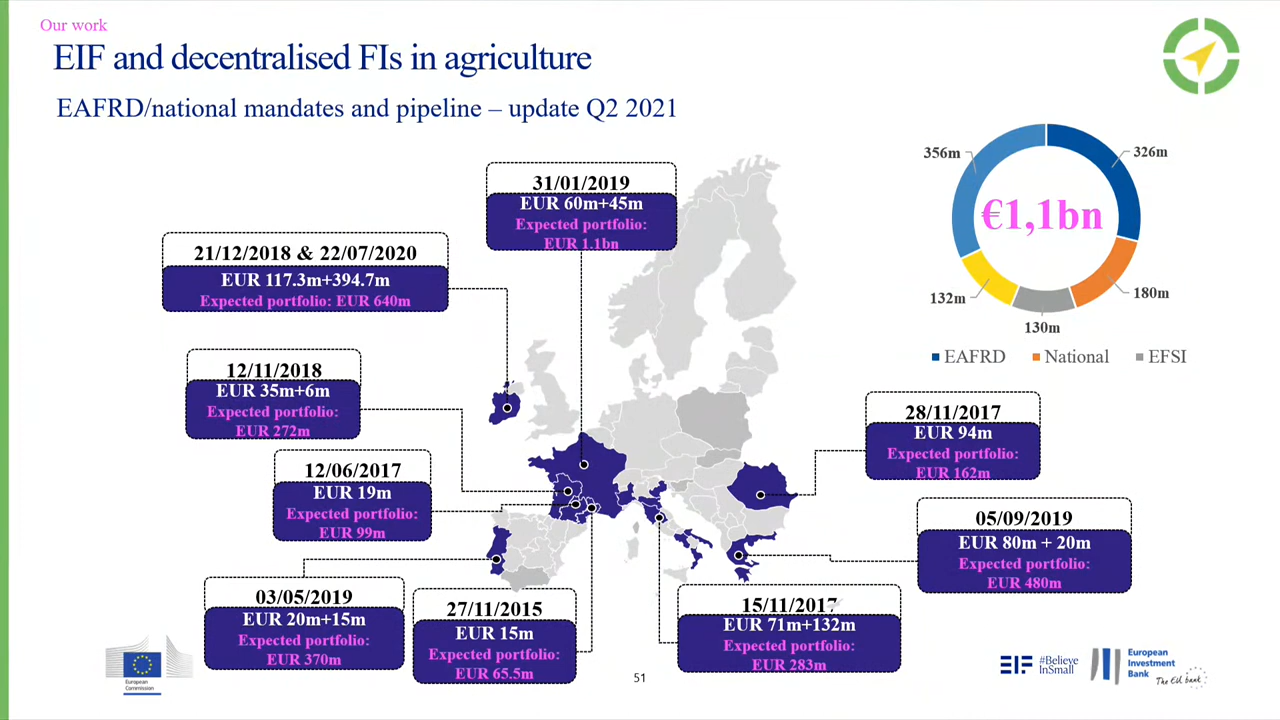 Our work
EIF and decentralised FIs in agriculture
EAFRD/national mandates and pipeline – update Q2 2021
356m
326m
€1,1bn
132m
180m
130m
EAFRD
National
EFSI
31/01/2019
EUR 60m+45m
Expected portfolio:
EUR 1.1bn
21/12/2018 & 22/07/2020
EUR 117.3m+394.7m
Expected portfolio: EUR 640m
12/11/2018
EUR 35m+6m
Expected portfolio:
EUR 272m
12/06/2017
EUR 19m
Expected portfolio:
EUR 99m
28/11/2017
EUR 94m
Expected portfolio:
EUR 162m
05/09/2019
EUR 80m + 20m
Expected portfolio:
EUR 480m
03/05/2019
EUR 20m+15m
Expected portfolio:
EUR 370m
27/11/2015
EUR 15m
Expected portfolio:
EUR 65.5m
15/11/2017
EUR 71m+132m
Expected portfolio:
EUR 283m
European
Commission
51
EIF
#Believe
InSmall
European
Investment
Bank
The EU bank